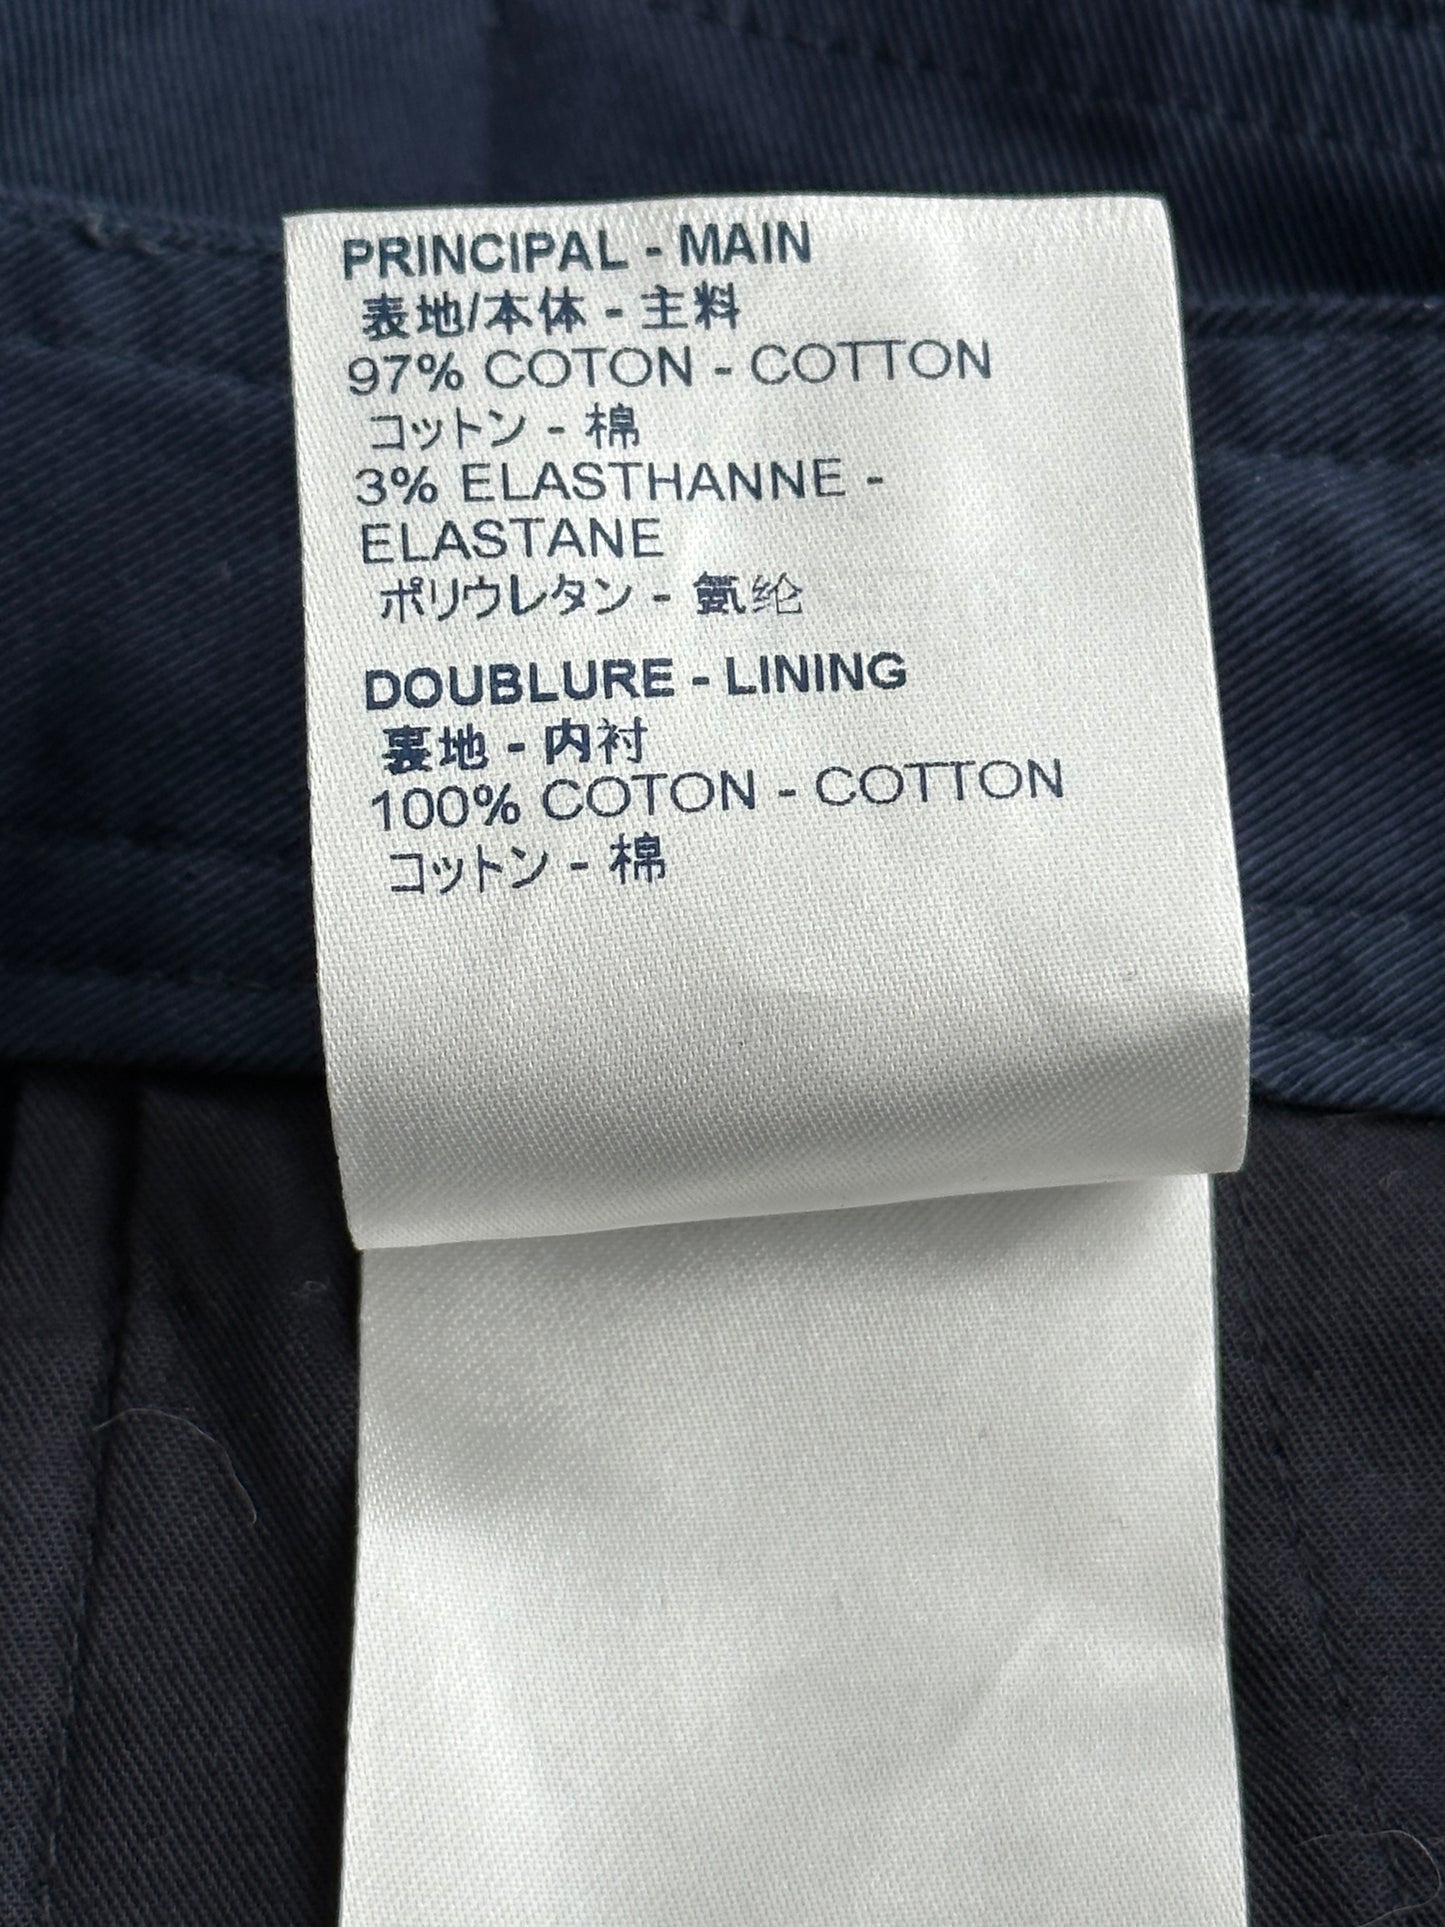 PRINCIPAL - MAIN
表地/本体 - 主料
97% COTON - COTTON
コットン - 棉
3% ELASTHANNE -
ELASTANE
ポリウレタン - 氨纶
DOUBLURE - LINING
裏地 - 内衬
100% COTON - COTTON
コットン - 棉